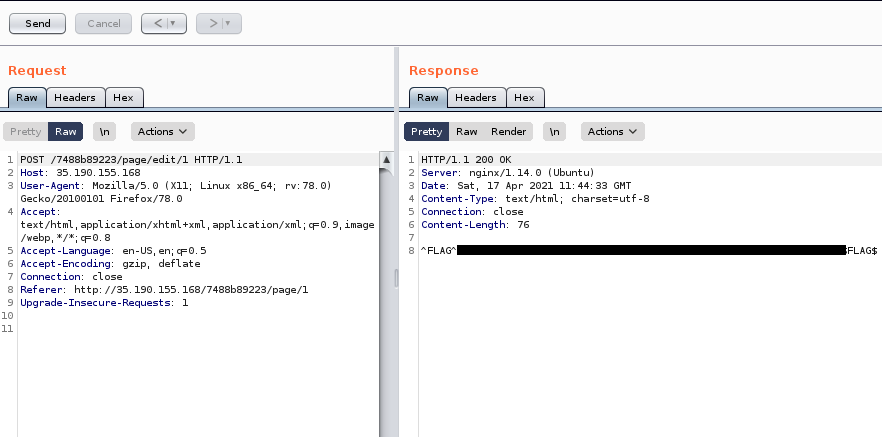 Send Cancel < | ▼ > | ▼
Request
Raw Headers Hex
Pretty Raw \n Actions
1 POST /7488b89223/page/edit/1 HTTP/1.1
2 Host: 35.190.155.168
3 User-Agent: Mozilla/5.0 (X11; Linux x86_64; rv:78.0)
Gecko/20100101 Firefox/78.0
4 Accept:
text/html,application/xhtml+xml,application/xml;q=0.9,image
/webp,*/*;q=0.8
5 Accept-Language: en-US,en;q=0.5
6 Accept-Encoding: gzip, deflate
7 Connection: close
8 Referer: http://35.190.155.168/7488b89223/page/1
9 Upgrade-Insecure-Requests: 1
10
11
Response
Raw Headers Hex
Pretty Raw Render \n Actions
1 HTTP/1.1 200 OK
2 Server: nginx/1.14.0 (Ubuntu)
3 Date: Sat, 17 Apr 2021 11:44:33 GMT
4 Content-Type: text/html; charset=utf-8
5 Connection: close
6 Content-Length: 76
7
8 ^FLAG^ FLAG$